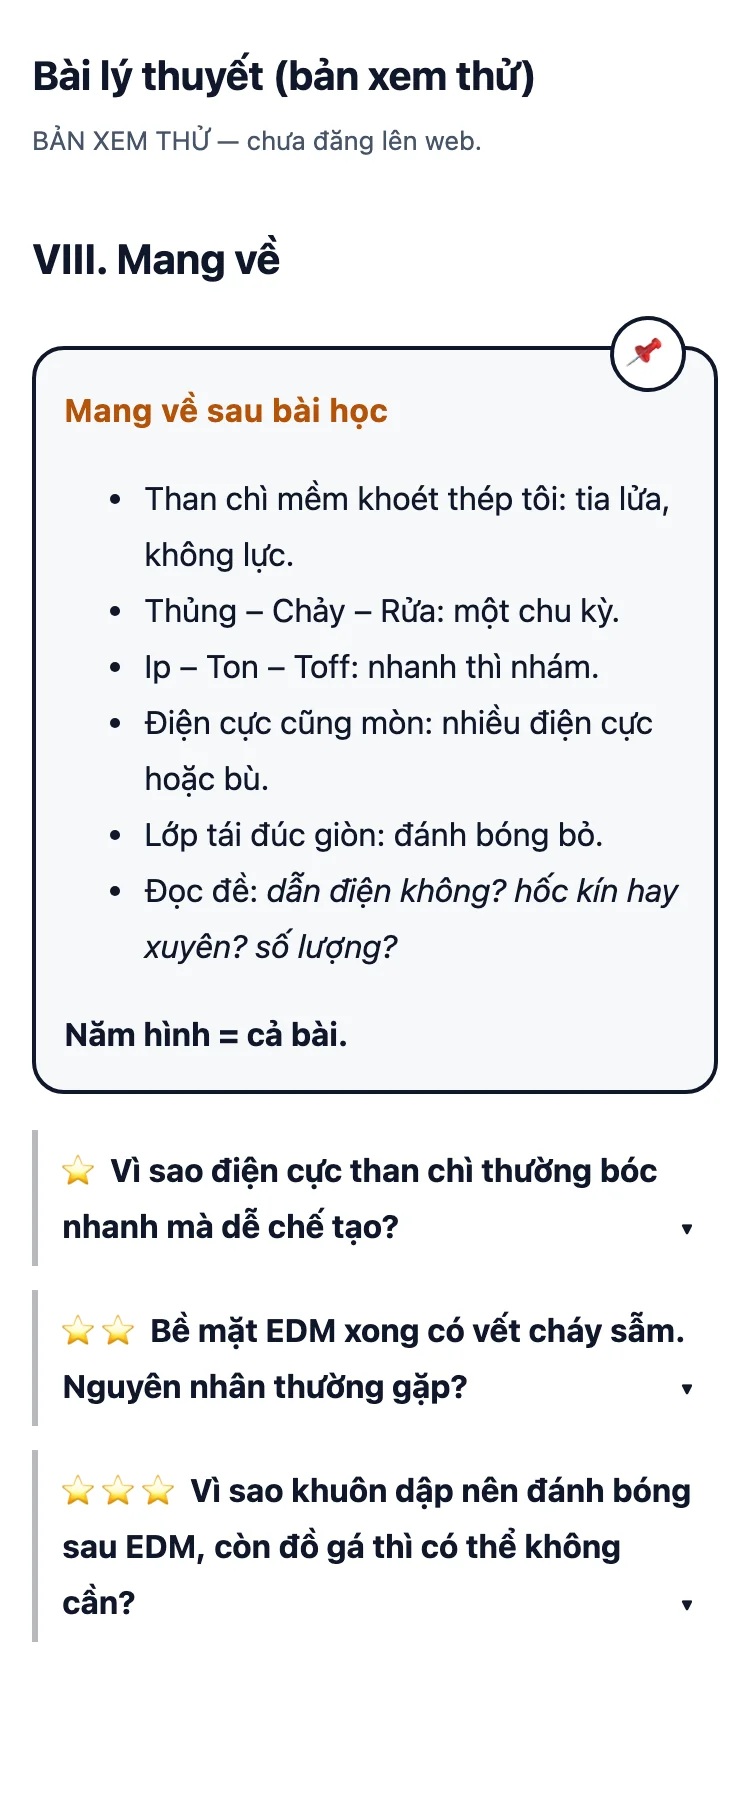 Bài lý thuyết (bản xem thử)
BẢN XEM THỬ — chưa đăng lên web.
VIII. Mang về
Mang về sau bài học
• Than chì mềm khoét thép tôi: tia lửa,
không lực.
• Thủng – Chảy – Rửa: một chu kỳ.
• Ip – Ton – Toff: nhanh thì nhám.
• Điện cực cũng mòn: nhiều điện cực
hoặc bù.
• Lớp tái đúc giòn: đánh bóng bỏ.
• Đọc đề: dẫn điện không? hốc kín hay
xuyên? số lượng?
Năm hình = cả bài.
⭐ Vì sao điện cực than chì thường bóc
nhanh mà dễ chế tạo?
⭐⭐ Bề mặt EDM xong có vết cháy sẫm.
Nguyên nhân thường gặp?
⭐⭐⭐ Vì sao khuôn dập nên đánh bóng
sau EDM, còn đồ gá thì có thể không
cần?